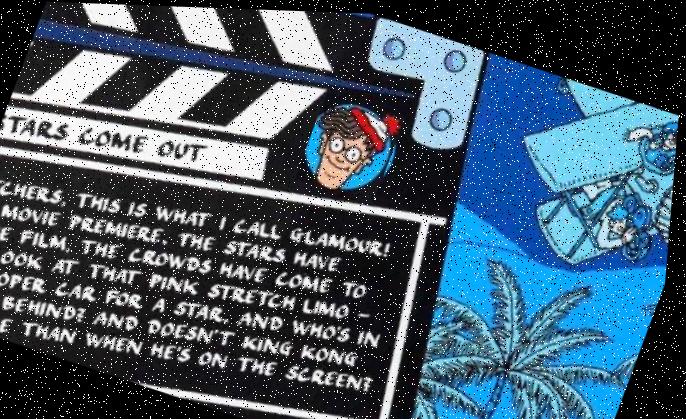 TARS COME OUT
CHERS, THIS IS WHAT I CALL GLAMOUR!
MOVIE PREMIERE. THE STARS HAVE
E FILM. THE CROWDS HAVE COME TO
OOK AT THAT PINK STRETCH LIMO –
OPER CAR FOR A STAR. AND WHO'S IN
BEHIND? AND DOESN'T KING KONG
E THAN WHEN HE'S ON THE SCREEN?